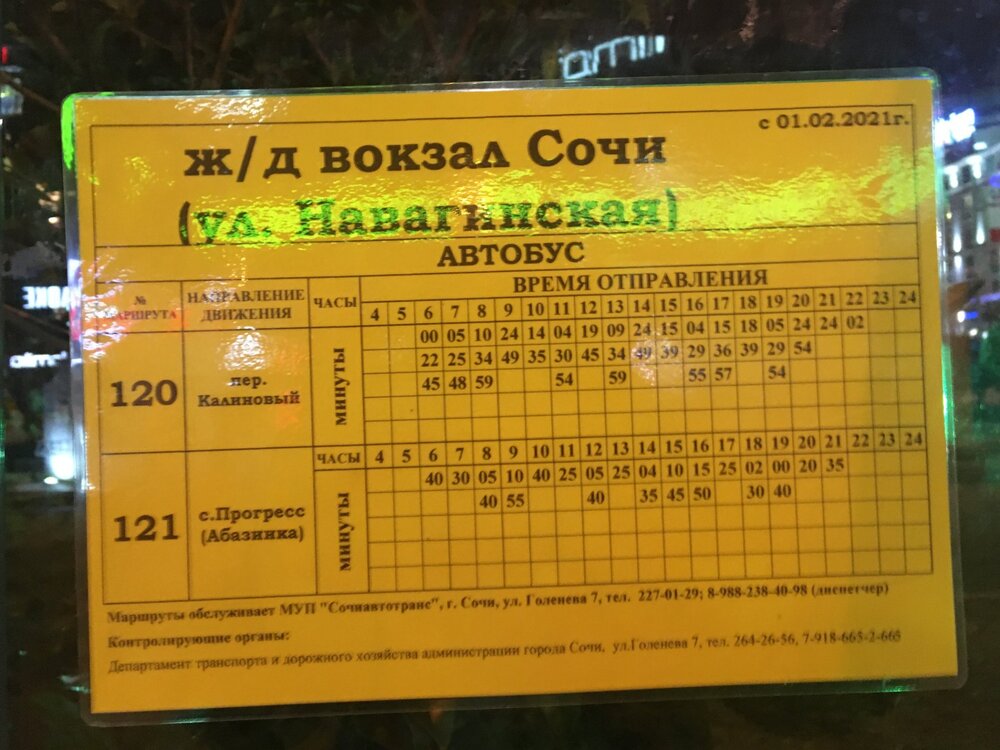 с 01.02.2021г.
ж/д вокзал Сочи
(ул. Навагинская)
АВТОБУС
№ МАРШРУТА НАПРАВЛЕНИЕ ДВИЖЕНИЯ ЧАСЫ ВРЕМЯ ОТПРАВЛЕНИЯ
4 5 6 7 8 9 10 11 12 13 14 15 16 17 18 19 20 21 22 23 24
120 пер. Калиновый минуты
00 05 10 24 14 04 19 09 24 15 04 15 18 05 24 24 02
22 25 34 49 35 30 45 34 49 39 29 36 39 29 54
45 48 59 54 59 55 57 54
ЧАСЫ 4 5 6 7 8 9 10 11 12 13 14 15 16 17 18 19 20 21 22 23 24
121 с.Прогресс (Абазинка) минуты
40 30 05 10 40 25 05 25 04 10 15 25 02 00 20 35
40 55 40 35 45 50 30 40
Маршруты обслуживает МУП "Сочиавтотранс", г. Сочи, ул. Голенева 7, тел. 227-01-29; 8-988-238-40-98 (диспетчер)
Контролирующие органы:
Департамент транспорта и дорожного хозяйства администрации города Сочи, ул.Голенева 7, тел. 264-26-56, 7-918-665-2-665